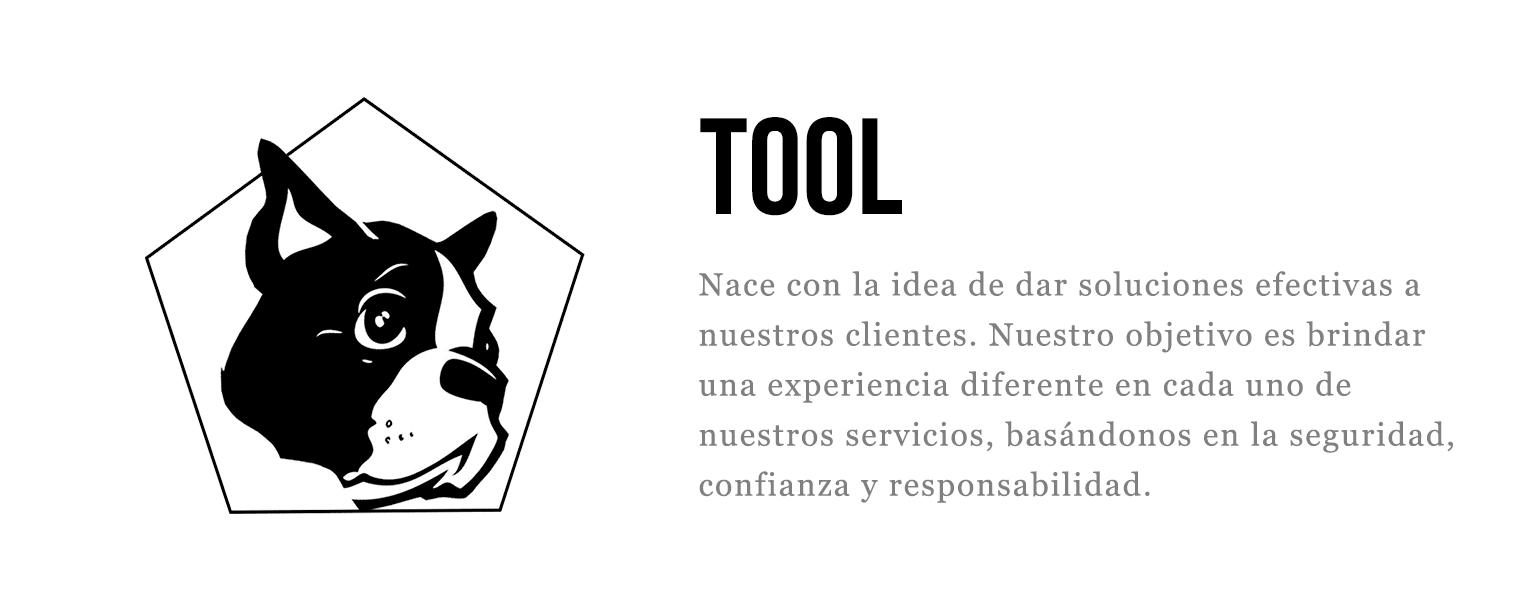 TOOL
Nace con la idea de dar soluciones efectivas a
nuestros clientes. Nuestro objetivo es brindar
una experiencia diferente en cada uno de
nuestros servicios, basándonos en la seguridad,
confianza y responsabilidad.